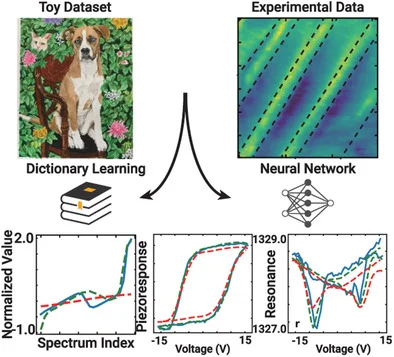 Toy Dataset
Experimental Data
Dictionary Learning
Neural Network
Normalized Value
2.0
-1.0
Spectrum Index
Piezoresponse
-15
15
Voltage (V)
Resonance
1329.0
1327.0
r
-15
15
Voltage (V)